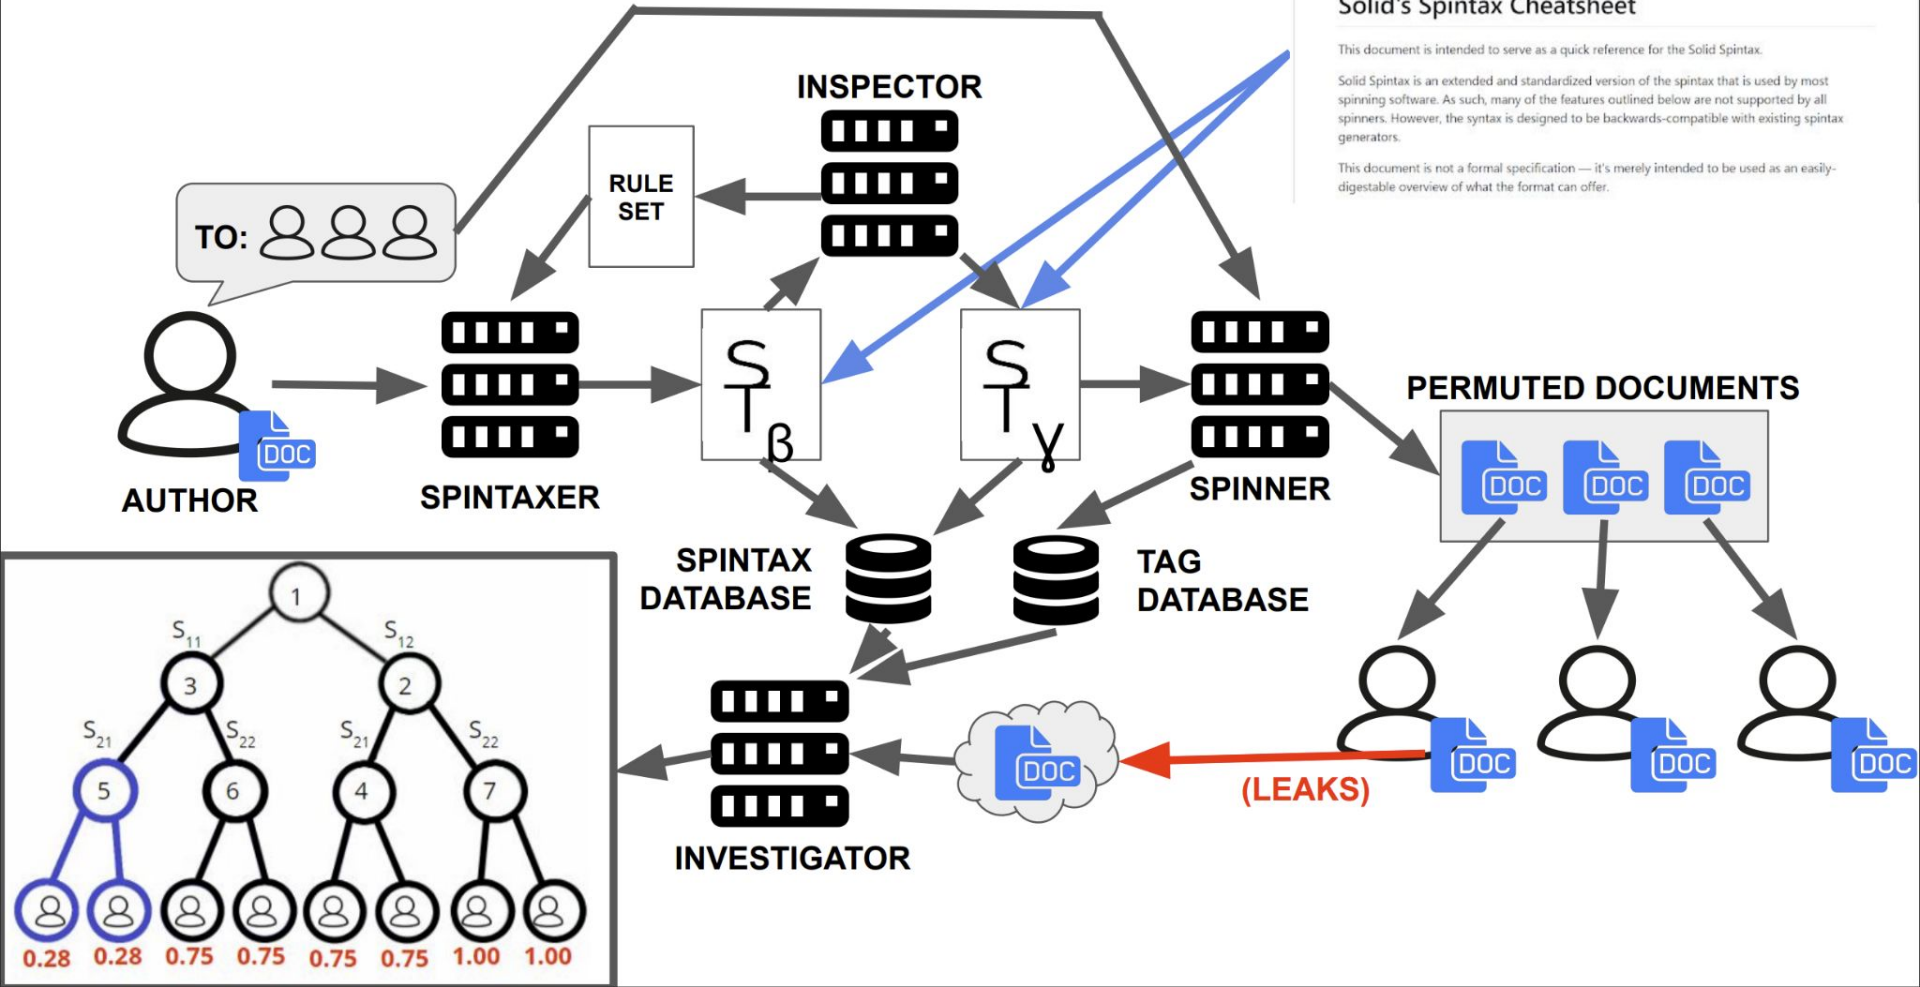 Solid's Spintax Cheatsheet
This document is intended to serve as a quick reference for the Solid Spintax.
Solid Spintax is an extended and standardized version of the spintax that is used by most
spinning software. As such, many of the features outlined below are not supported by all
spinners. However, the syntax is designed to be backwards-compatible with existing spintax
generators.
This document is not a formal specification — it's merely intended to be used as an easily-
digestable overview of what the format can offer.
INSPECTOR
RULE
SET
TO:
S
T
β
S
T
γ
AUTHOR
DOC
SPINTAXER
SPINNER
PERMUTED DOCUMENTS
DOC
DOC
DOC
SPINTAX
DATABASE
TAG
DATABASE
DOC
DOC
DOC
(LEAKS)
DOC
INVESTIGATOR
1
S11
S12
3
2
S21
S22
S21
S22
5
6
4
7
0.28
0.28
0.75
0.75
0.75
0.75
1.00
1.00